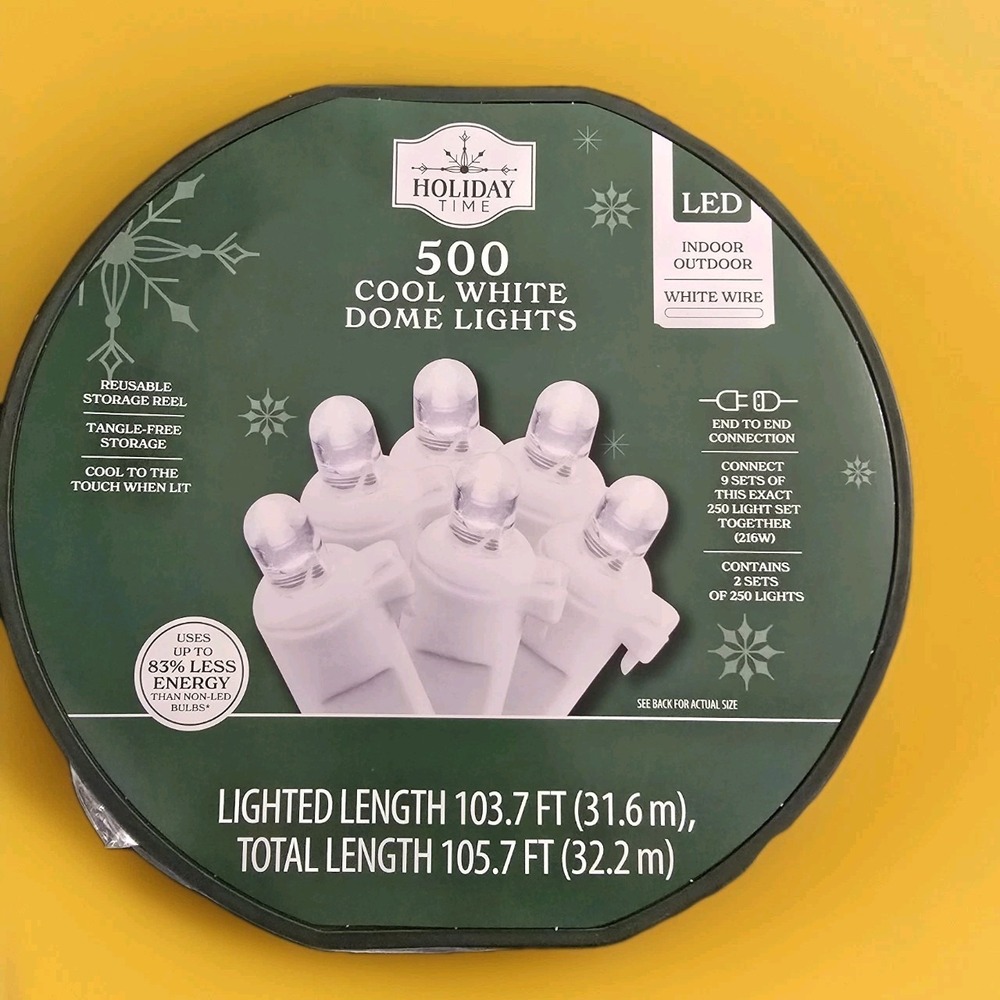 HOLIDAY
TIME
500
COOL WHITE
DOME LIGHTS
LED
INDOOR
OUTDOOR
WHITE WIRE
REUSABLE
STORAGE REEL
TANGLE-FREE
STORAGE
COOL TO THE
TOUCH WHEN LIT
END TO END
CONNECTION
CONNECT
9 SETS OF
THIS EXACT
250 LIGHT SET
TOGETHER
(216W)
CONTAINS
2 SETS
OF 250 LIGHTS
USES
UP TO
83% LESS
ENERGY
THAN NON-LED
BULBS*
SEE BACK FOR ACTUAL SIZE
LIGHTED LENGTH 103.7 FT (31.6 m),
TOTAL LENGTH 105.7 FT (32.2 m)